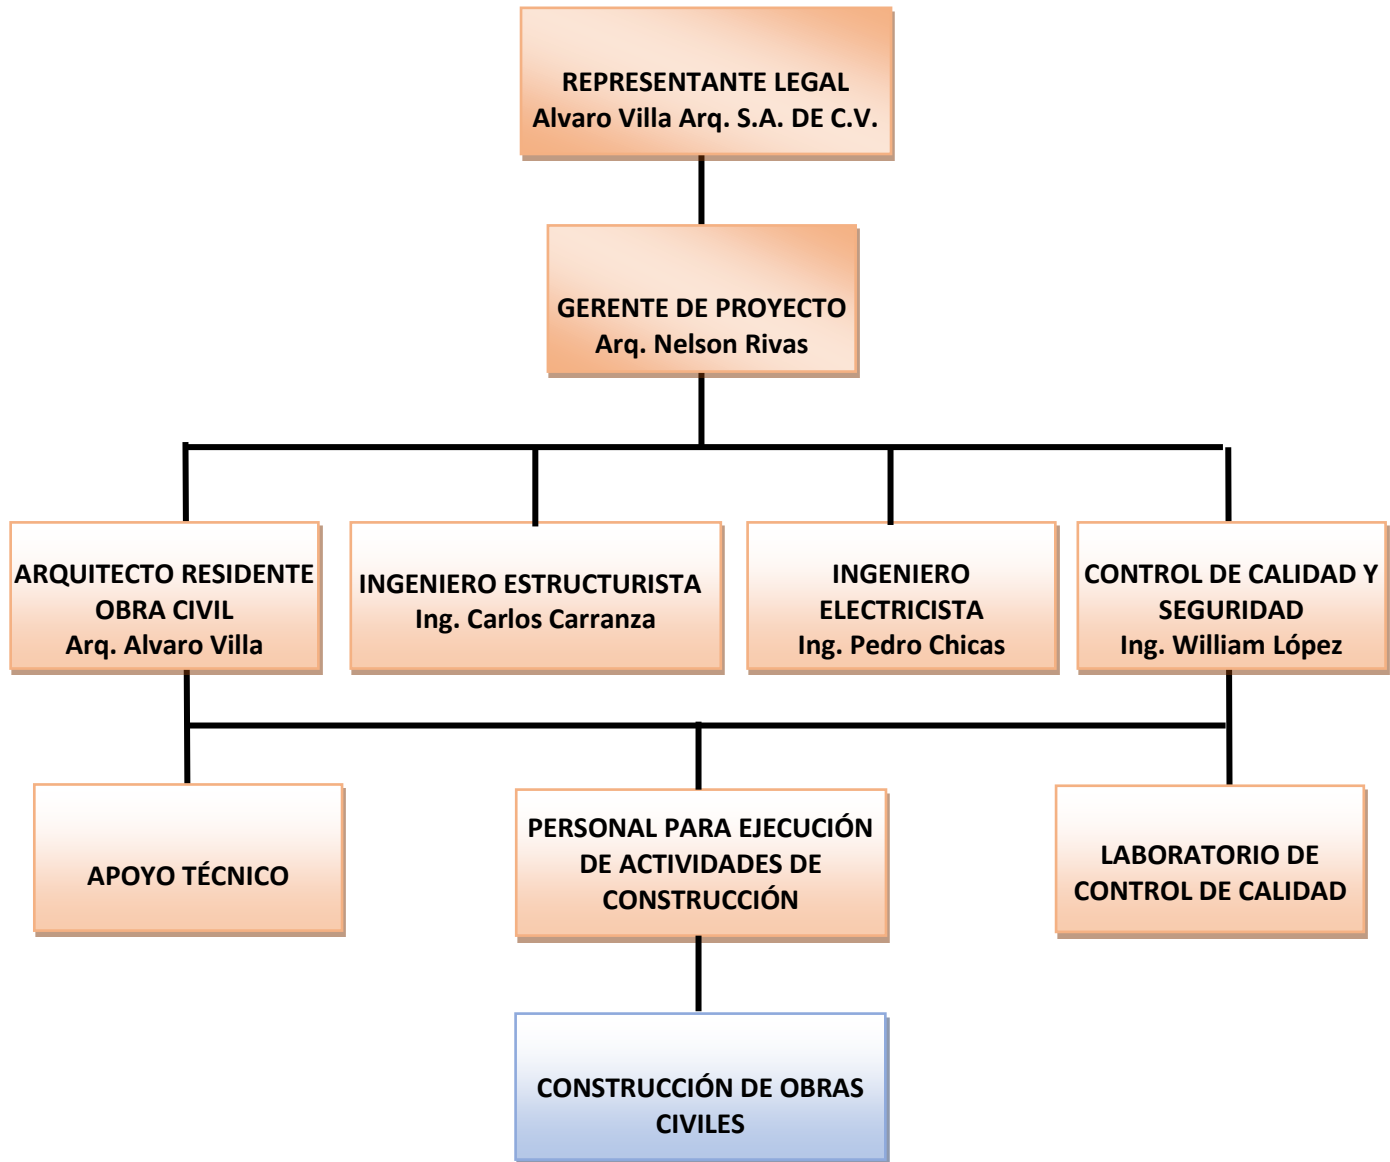 REPRESENTANTE LEGAL
Alvaro Villa Arq. S.A. DE C.V.
GERENTE DE PROYECTO
Arq. Nelson Rivas
ARQUITECTO RESIDENTE
OBRA CIVIL
Arq. Alvaro Villa
INGENIERO ESTRUCTURISTA
Ing. Carlos Carranza
INGENIERO
ELECTRICISTA
Ing. Pedro Chicas
CONTROL DE CALIDAD Y
SEGURIDAD
Ing. William López
APOYO TÉCNICO
PERSONAL PARA EJECUCIÓN
DE ACTIVIDADES DE
CONSTRUCCIÓN
LABORATORIO DE
CONTROL DE CALIDAD
CONSTRUCCIÓN DE OBRAS
CIVILES